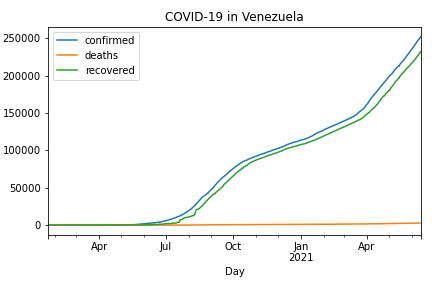 COVID-19 in Venezuela
confirmed
deaths
recovered
250000
200000
150000
100000
50000
0
Apr Jul Oct Jan Apr
2021
Day